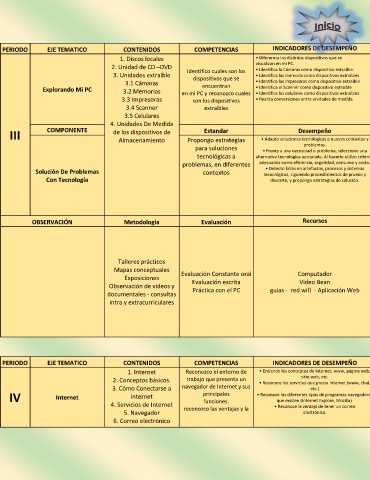 Inicio
PERIODO EJE TEMATICO CONTENIDOS COMPETENCIAS INDICADORES DE DESEMPEÑO
III
Explorando Mi PC
1. Discos locales
2. Unidad de CD –DVD
3. Unidades extraíble
3.1 Cámaras
3.2 Memorias
3.3 Impresoras
3.4 Scanner
3.5 Celulares
4. Unidades De Medida
de los dispositivos de
Almacenamiento
Identifico cuales son los
dispositivos que se
encuentran
en mi PC y reconozco cuales
son los dispositivos
extraíbles
• Diferencia los distintos dispositivos que se
visualizan en mi PC.
• Identifica la Cámaras como dispositivo extraíble.
• Identifica las memoria como dispositivos extraíbles
• Identifica las impresoras como dispositivo extraíble
• Identifica el Scanner como dispositivo extraíble
• Identifica los celulares como dispositivos extraíbles
• Realiza conversiones entre unidades de medida
COMPONENTE Estandar Desempeño
Solución De Problemas
Con Tecnología
Propongo estrategias
para soluciones
tecnológicas a
problemas, en diferentes
contextos
• Adapto soluciones tecnológicas a nuevos contextos y
problemas.
• Frente a una necesidad o problema, selecciono una
alternativa tecnológica apropiada. Al hacerlo utilizo criterios
adecuados como eficiencia, seguridad, consumo y costo.
• Detecto fallas en artefactos, procesos y sistemas
tecnológicos, siguiendo procedimientos de prueba y
descarte, y propongo estrategias de solución.
OBSERVACIÓN Metodología Evaluación Recursos
Talleres prácticos
Mapas conceptuales
Exposiciones
Observación de videos y
documentales - consultas
intra y extracurriculares
Evaluación Constante oral
Evaluación escrita
Práctica con el PC
Computador
Video Bean
guías - red wifi - Aplicación Web
PERIODO EJE TEMATICO CONTENIDOS COMPETENCIAS INDICADORES DE DESEMPEÑO
IV
Internet
1. Internet
2. Conceptos básicos.
3. Cómo Conectarse a
internet
4. Servicios de Internet
5. Navegador
6. Correo electrónico
Reconozco el entorno de
trabajo que presenta un
navegador de Internet y sus
principales
funciones.
reconozco las ventajas y la
• Entiende los conceptos de internet, www, página web,
sitio web, etc.
• Reconoce los servicios que presta internet (www, chat,
etc.)
• Reconoce los diferentes tipos de programas navegadores
que existen (Internet Explorer, Mozilla).
• Reconoce la ventaja de tener un correo
electrónico.